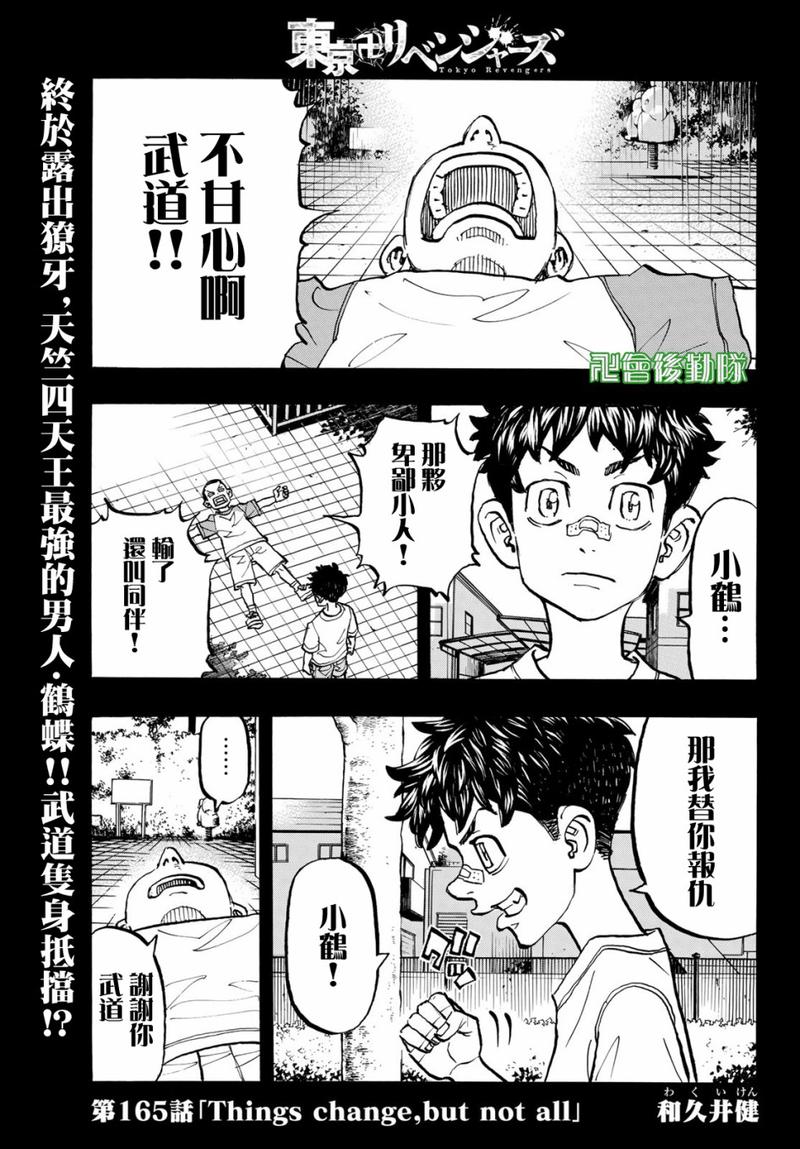 東京卍リベンジャーズ
Tokyo Revengers
終於露出獠牙，天竺四天王最強的男人・鶴蝶！！武道隻身抵擋！？
不甘心啊
武道！！
卍會後勤隊
小鶴…
那夥
卑鄙小人！
輸了
還叫同伴！
那我替你報仇
小鶴！
……
謝謝你
武道
第165話「Things change,but not all」
わくいけん
和久井健